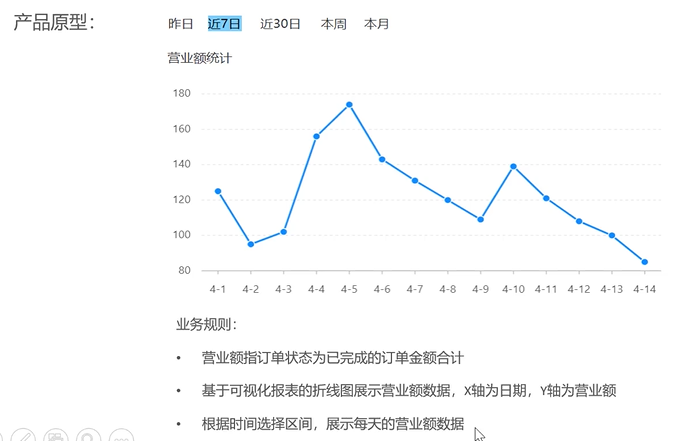 产品原型：
昨日 近7日 近30日 本周 本月
营业额统计
180
160
140
120
100
80
4-1 4-2 4-3 4-4 4-5 4-6 4-7 4-8 4-9 4-10 4-11 4-12 4-13 4-14
业务规则：
• 营业额指订单状态为已完成的订单金额合计
• 基于可视化报表的折线图展示营业额数据，X轴为日期，Y轴为营业额
• 根据时间选择区间，展示每天的营业额数据